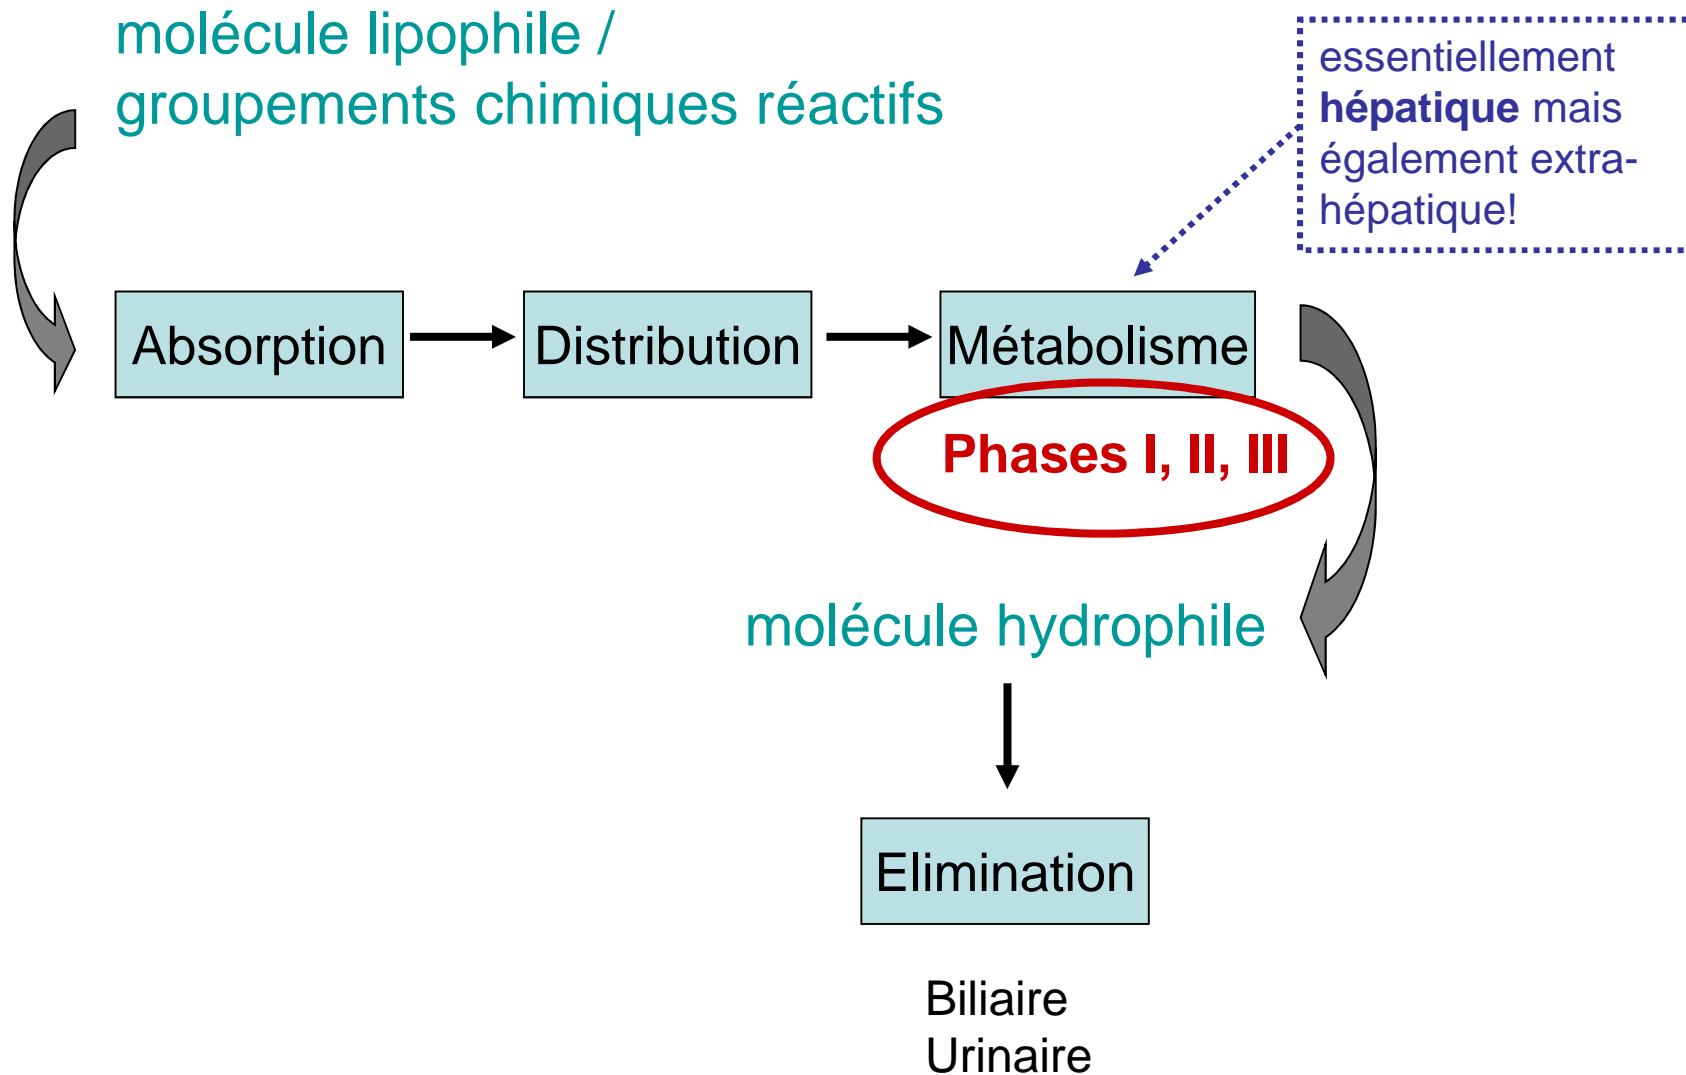 molécule lipophile /
groupements chimiques réactifs
essentiellement
hépatique mais
également extra-
hépatique!
Absorption
Distribution
Métabolisme
Phases I, II, III
molécule hydrophile
Elimination
Biliaire
Urinaire